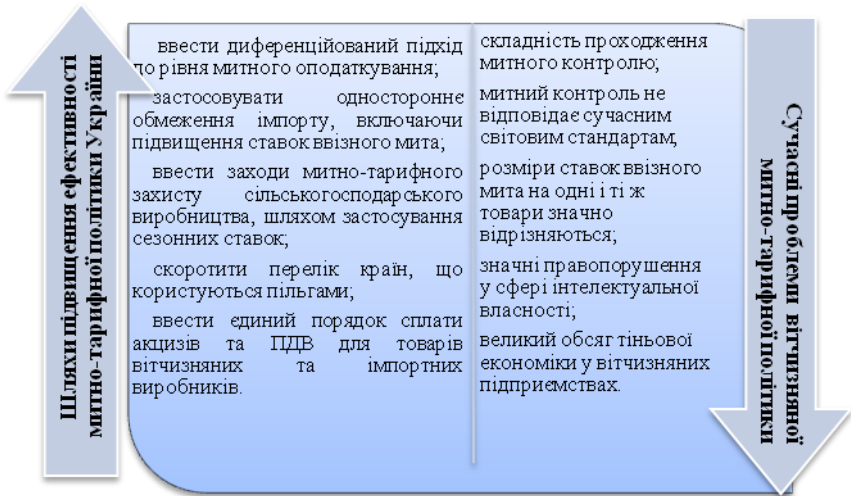 Шляхи підвищення ефективності
митно-тарифної політики України
ввести диференційований підхід
до рівня митного оподаткування;
застосовувати одностороннє
обмеження імпорту, включаючи
підвищення ставок ввізного мита;
ввести заходи митно-тарифного
захисту сільськогосподарського
виробництва, шляхом застосування
сезонних ставок;
скоротити перелік країн, що
користуються пільгами;
ввести єдиний порядок сплати
акцизів та ПДВ для товарів
вітчизняних та імпортних
виробників.
складність проходження
митного контролю;
митний контроль не
відповідає сучасним
світовим стандартам;
розміри ставок ввізного
мита на одні і ті ж
товари значно
відрізняються;
значні правопорушення
у сфері інтелектуальної
власності;
великий обсяг тіньової
економіки у вітчизняних
підприємствах.
Сучасні проблеми вітчизняної
митно-тарифної політики